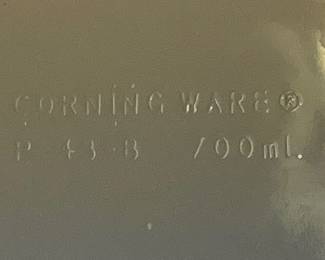 CORNING WARE®
P-43-B 700ml.